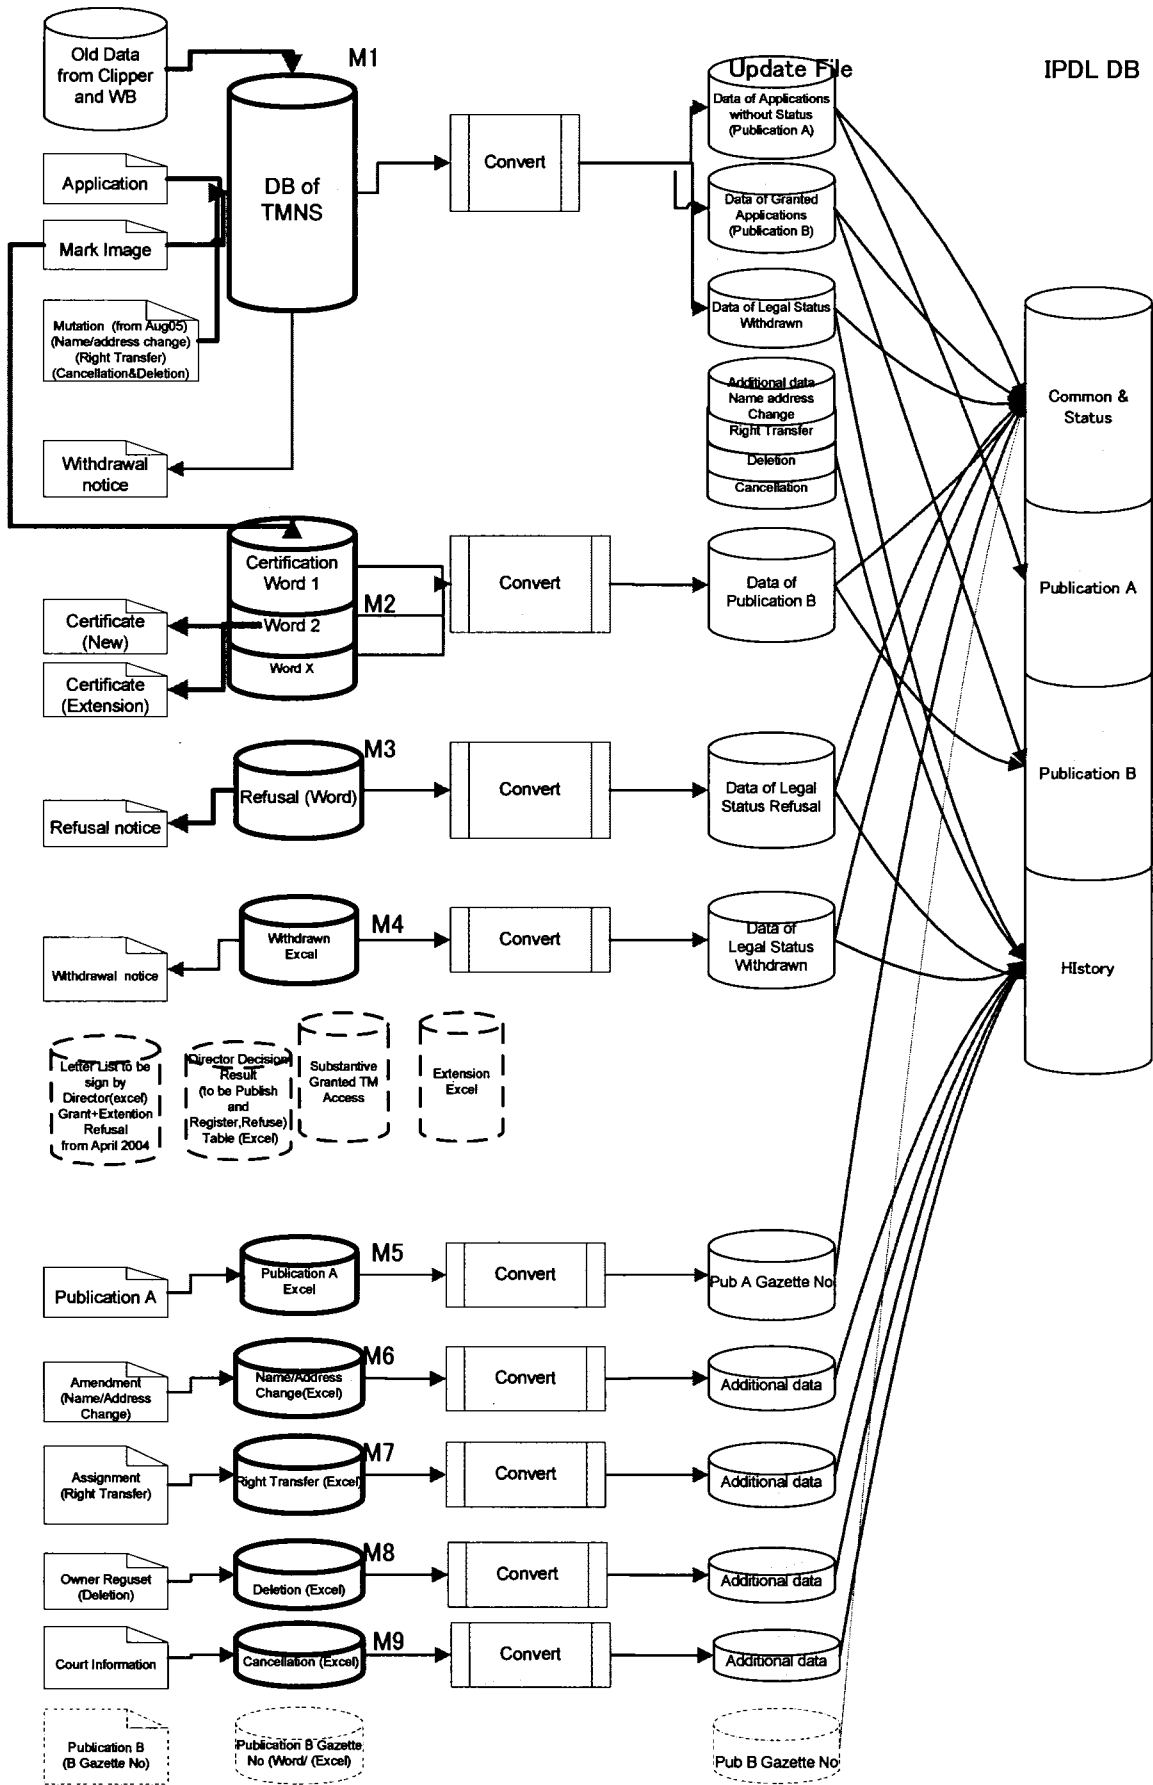 M1
Update File
IPDL DB
Old Data
from Clipper
and WB
Application
Mark Image
Mutation (from Aug05)
(Name/address change)
(Right Transfer)
(Cancellation&Deletion)
Withdrawal
notice
DB of
TMNS
Convert
Data of Applications
without Status
(Publication A)
Data of Granted
Applications
(Publication B)
Data of Legal Status
Withdrawn
Additional data
Name address
Change
Right Transfer
Deletion
Cancellation
Common &
Status
Publication A
Publication B
HIstory
Certification
Word 1
M2
Word 2
Word X
Certificate
(New)
Certificate
(Extension)
Convert
Data of
Publication B
M3
Refusal (Word)
Refusal notice
Convert
Data of Legal
Status Refusal
M4
Withdrawn
Excel
Withdrawal notice
Convert
Data of
Legal Status
Withdrawn
Letter List to be
sign by
Director(excel)
Grant+Extention
Refusal
from April 2004
Director Decision
Result
(to be Publish
and
Register,Refuse)
Table (Excel)
Substantive
Granted TM
Access
Extension
Excel
Publication A
Publication A
Excel
M5
Convert
Pub A Gazette No
Amendment
(Name/Address
Change)
Name/Address
Change(Excel)
M6
Convert
Additional data
Assignment
(Right Transfer)
Right Transfer (Excel)
M7
Convert
Additional data
Owner Reguset
(Deletion)
Deletion (Excel)
M8
Convert
Additional data
Court Information
Cancellation (Excel)
M9
Convert
Additional data
Publication B
(B Gazette No)
Publication B Gazette
No (Word/ (Excel)
Pub B Gazette No